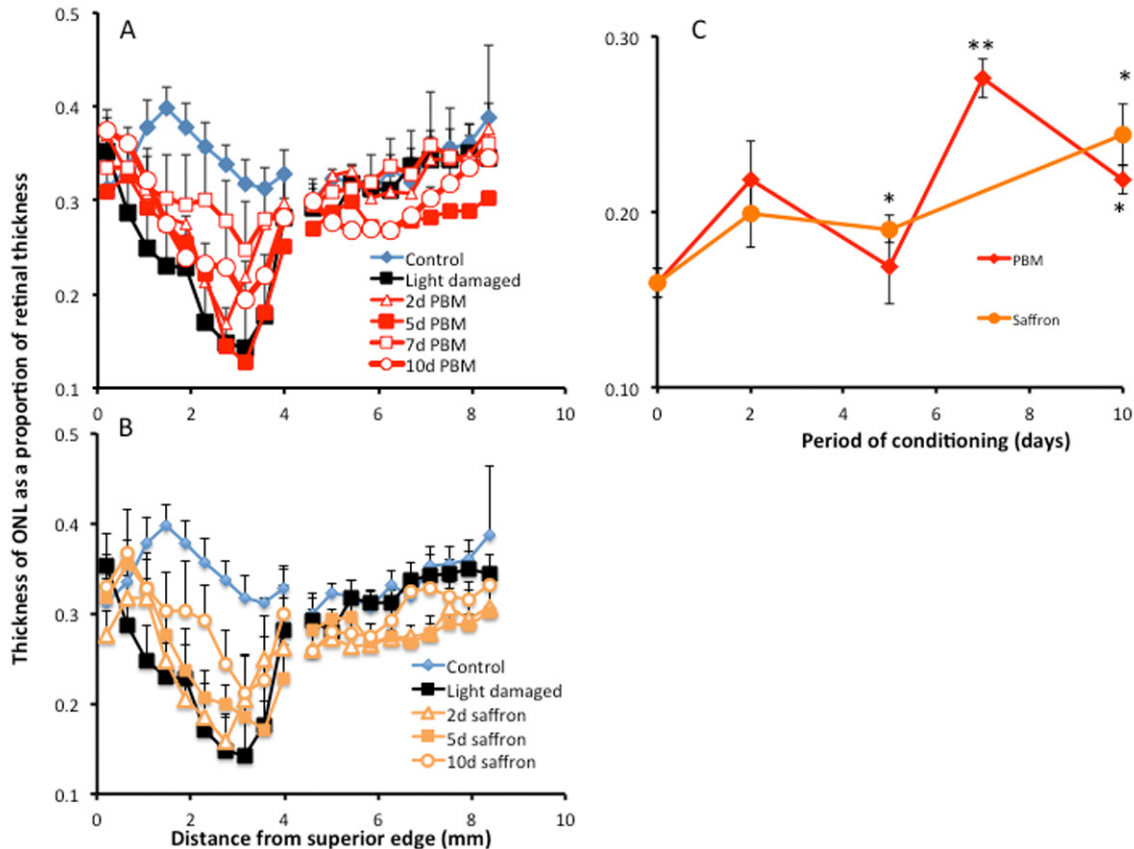 Thickness of ONL as a proportion of retinal thickness
A
0.5
0.4
0.3
0.2
0.1
Control
Light damaged
2d PBM
5d PBM
7d PBM
10d PBM
0 2 4 6 8 10
B
0.5
0.4
0.3
0.2
0.1
Control
Light damaged
2d saffron
5d saffron
10d saffron
0 2 4 6 8 10
Distance from superior edge (mm)
C
0.30
0.20
0.10
**
*
*
*
PBM
Saffron
0 2 4 6 8 10
Period of conditioning (days)